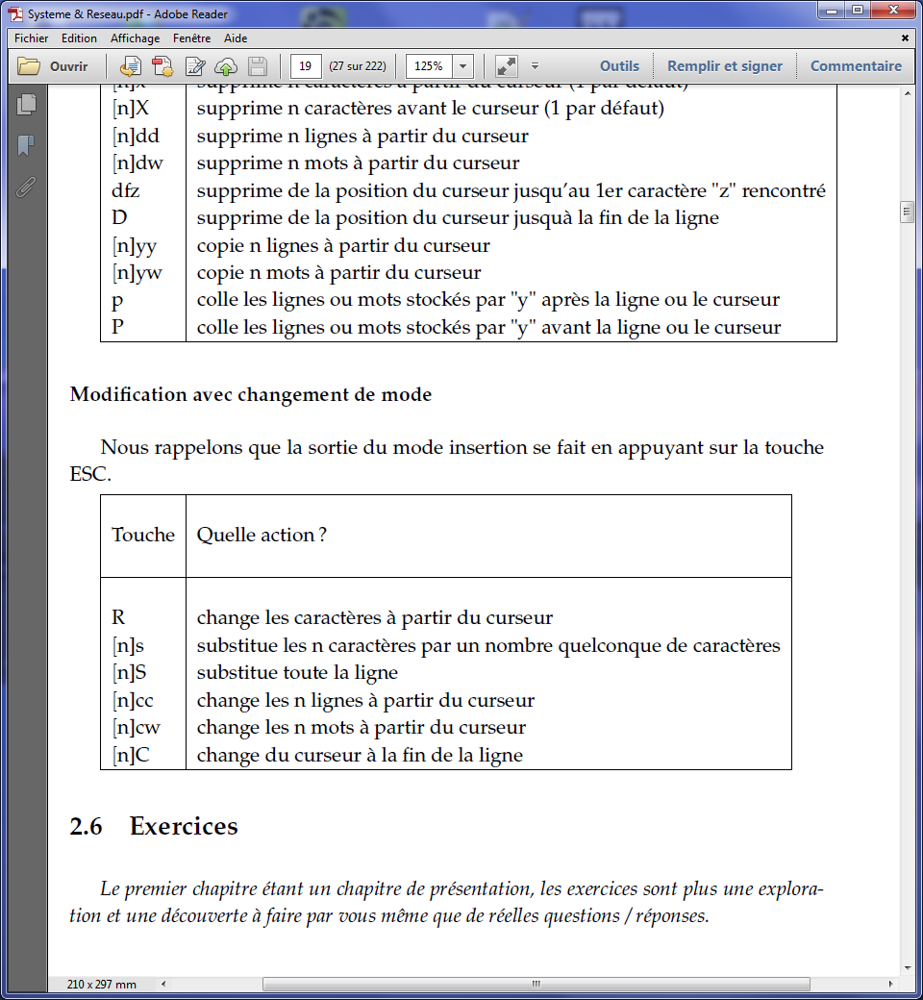 Systeme & Reseau.pdf - Adobe Reader
Fichier Edition Affichage Fenêtre Aide
Ouvrir 19 (27 sur 222) 125% Outils Remplir et signer Commentaire
[n]x supprime n caractères à partir du curseur (1 par défaut)
[n]X supprime n caractères avant le curseur (1 par défaut)
[n]dd supprime n lignes à partir du curseur
[n]dw supprime n mots à partir du curseur
dfz supprime de la position du curseur jusqu'au 1er caractère "z" rencontré
D supprime de la position du curseur jusquà la fin de la ligne
[n]yy copie n lignes à partir du curseur
[n]yw copie n mots à partir du curseur
p colle les lignes ou mots stockés par "y" après la ligne ou le curseur
P colle les lignes ou mots stockés par "y" avant la ligne ou le curseur
Modification avec changement de mode
Nous rappelons que la sortie du mode insertion se fait en appuyant sur la touche
ESC.
Touche Quelle action ?
R change les caractères à partir du curseur
[n]s substitue les n caractères par un nombre quelconque de caractères
[n]S substitue toute la ligne
[n]cc change les n lignes à partir du curseur
[n]cw change les n mots à partir du curseur
[n]C change du curseur à la fin de la ligne
2.6 Exercices
Le premier chapitre étant un chapitre de présentation, les exercices sont plus une explora-
tion et une découverte à faire par vous même que de réelles questions / réponses.
210 x 297 mm